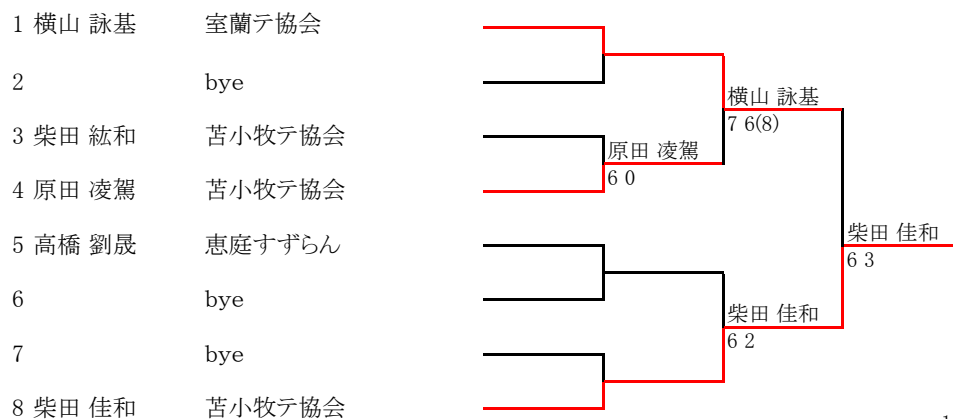 1 横山 詠基 室蘭テ協会
2 bye
横山 詠基
7 6(8)
3 柴田 紘和 苫小牧テ協会
原田 凌駕
6 0
4 原田 凌駕 苫小牧テ協会
5 高橋 劉晟 恵庭すずらん
柴田 佳和
6 3
6 bye
柴田 佳和
6 2
7 bye
8 柴田 佳和 苫小牧テ協会